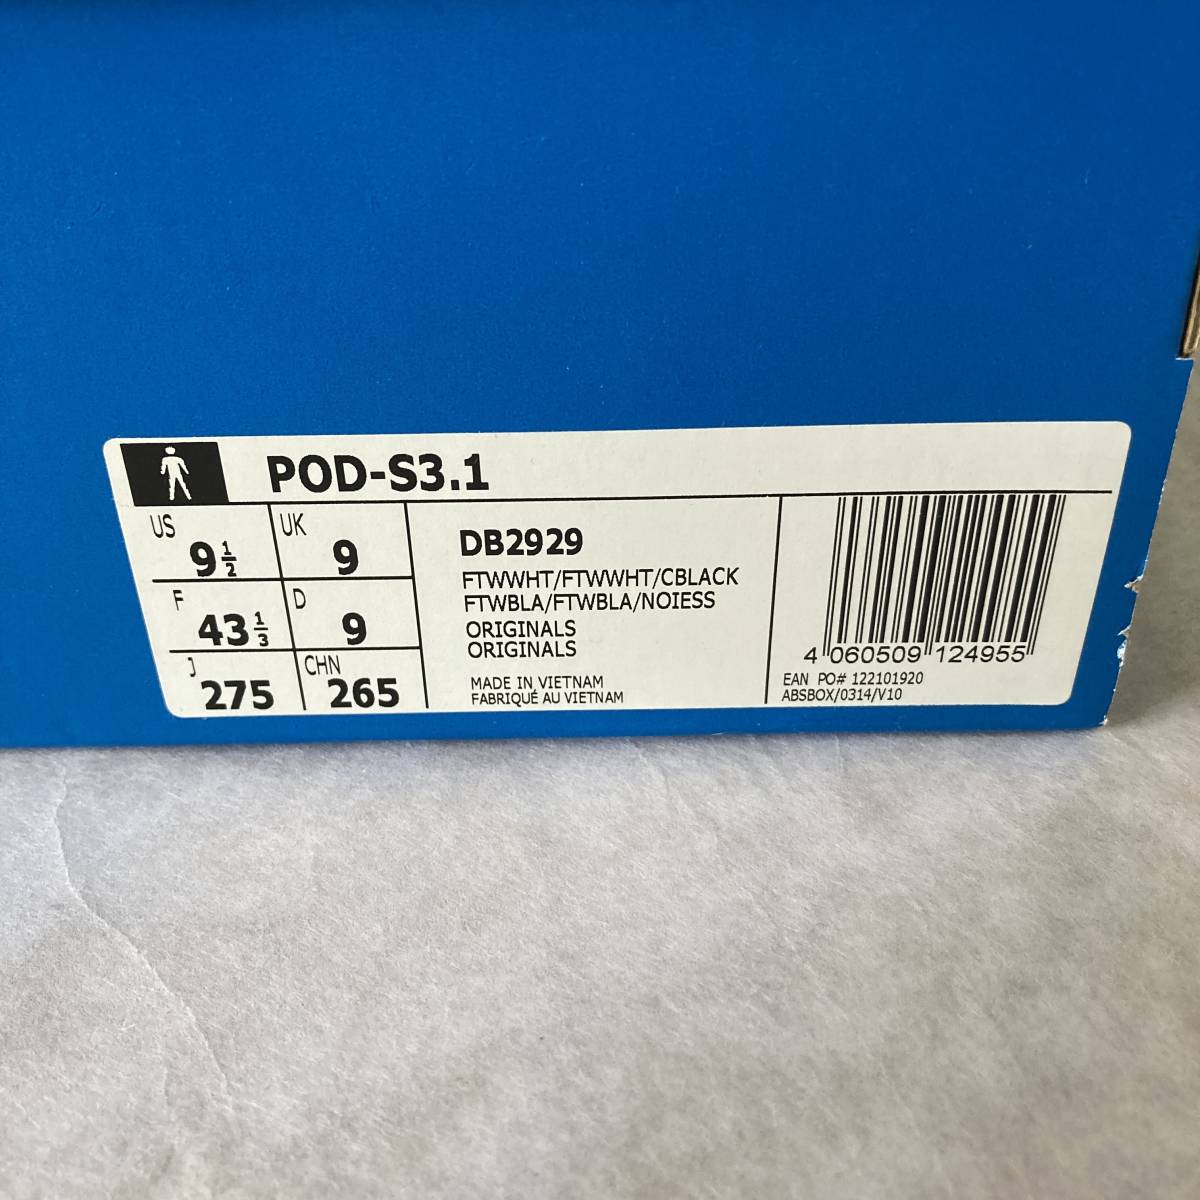 POD-S3.1
US 9 1/2 UK 9
F 43 1/3 D 9
J 275 CHN 265
DB2929
FTWWHT/FTWWHT/CBLACK
FTWBLA/FTWBLA/NOIESS
ORIGINALS
ORIGINALS
MADE IN VIETNAM
FABRIQUÉ AU VIETNAM
4 060509 124955
EAN PO# 122101920
ABSBOX/0314/V10